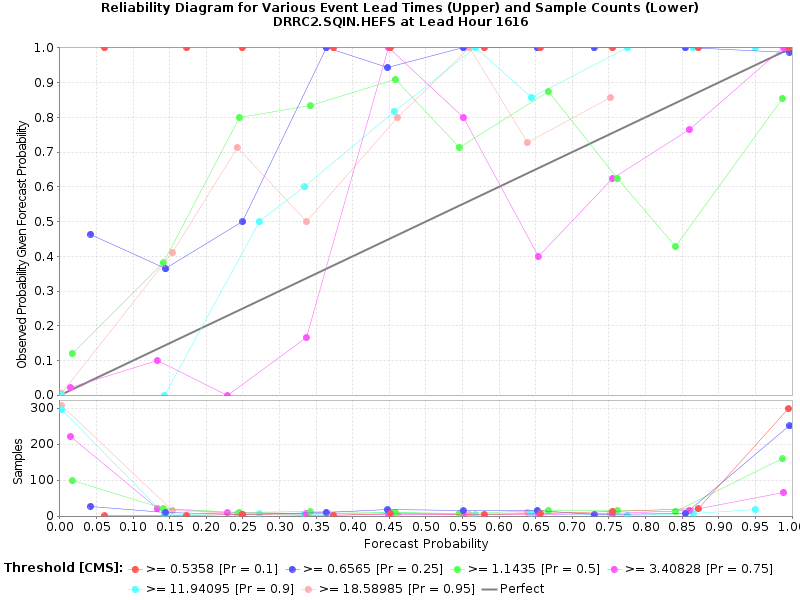 Reliability Diagram for Various Event Lead Times (Upper) and Sample Counts (Lower)
DRRC2.SQIN.HEFS at Lead Hour 1616
Observed Probability Given Forecast Probability
1.0
0.9
0.8
0.7
0.6
0.5
0.4
0.3
0.2
0.1
0.0
Samples
300
200
100
0
0.00 0.05 0.10 0.15 0.20 0.25 0.30 0.35 0.40 0.45 0.50 0.55 0.60 0.65 0.70 0.75 0.80 0.85 0.90 0.95 1.0
Forecast Probability
Threshold [CMS]: >= 0.5358 [Pr = 0.1] >= 0.6565 [Pr = 0.25] >= 1.1435 [Pr = 0.5] >= 3.40828 [Pr = 0.75]
>= 11.94095 [Pr = 0.9] >= 18.58985 [Pr = 0.95] Perfect